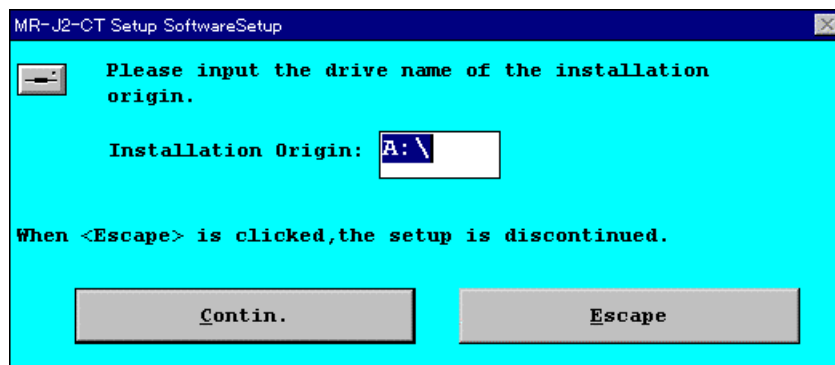 MR-J2-CT Setup SoftwareSetup
Please input the drive name of the installation
origin.
Installation Origin: A:\
When <Escape> is clicked,the setup is discontinued.
Contin. Escape